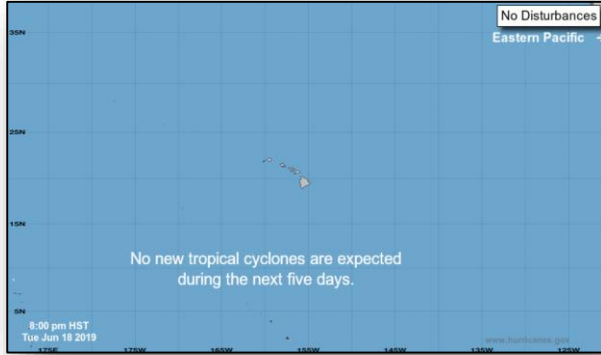 No Disturbances
Eastern Pacific
35N
25N
15N
No new tropical cyclones are expected
during the next five days.
5N
8:00 pm HST
Tue Jun 18 2019
www.hurricanes.gov
175E 175W 165W 155W 145W 135W 125W